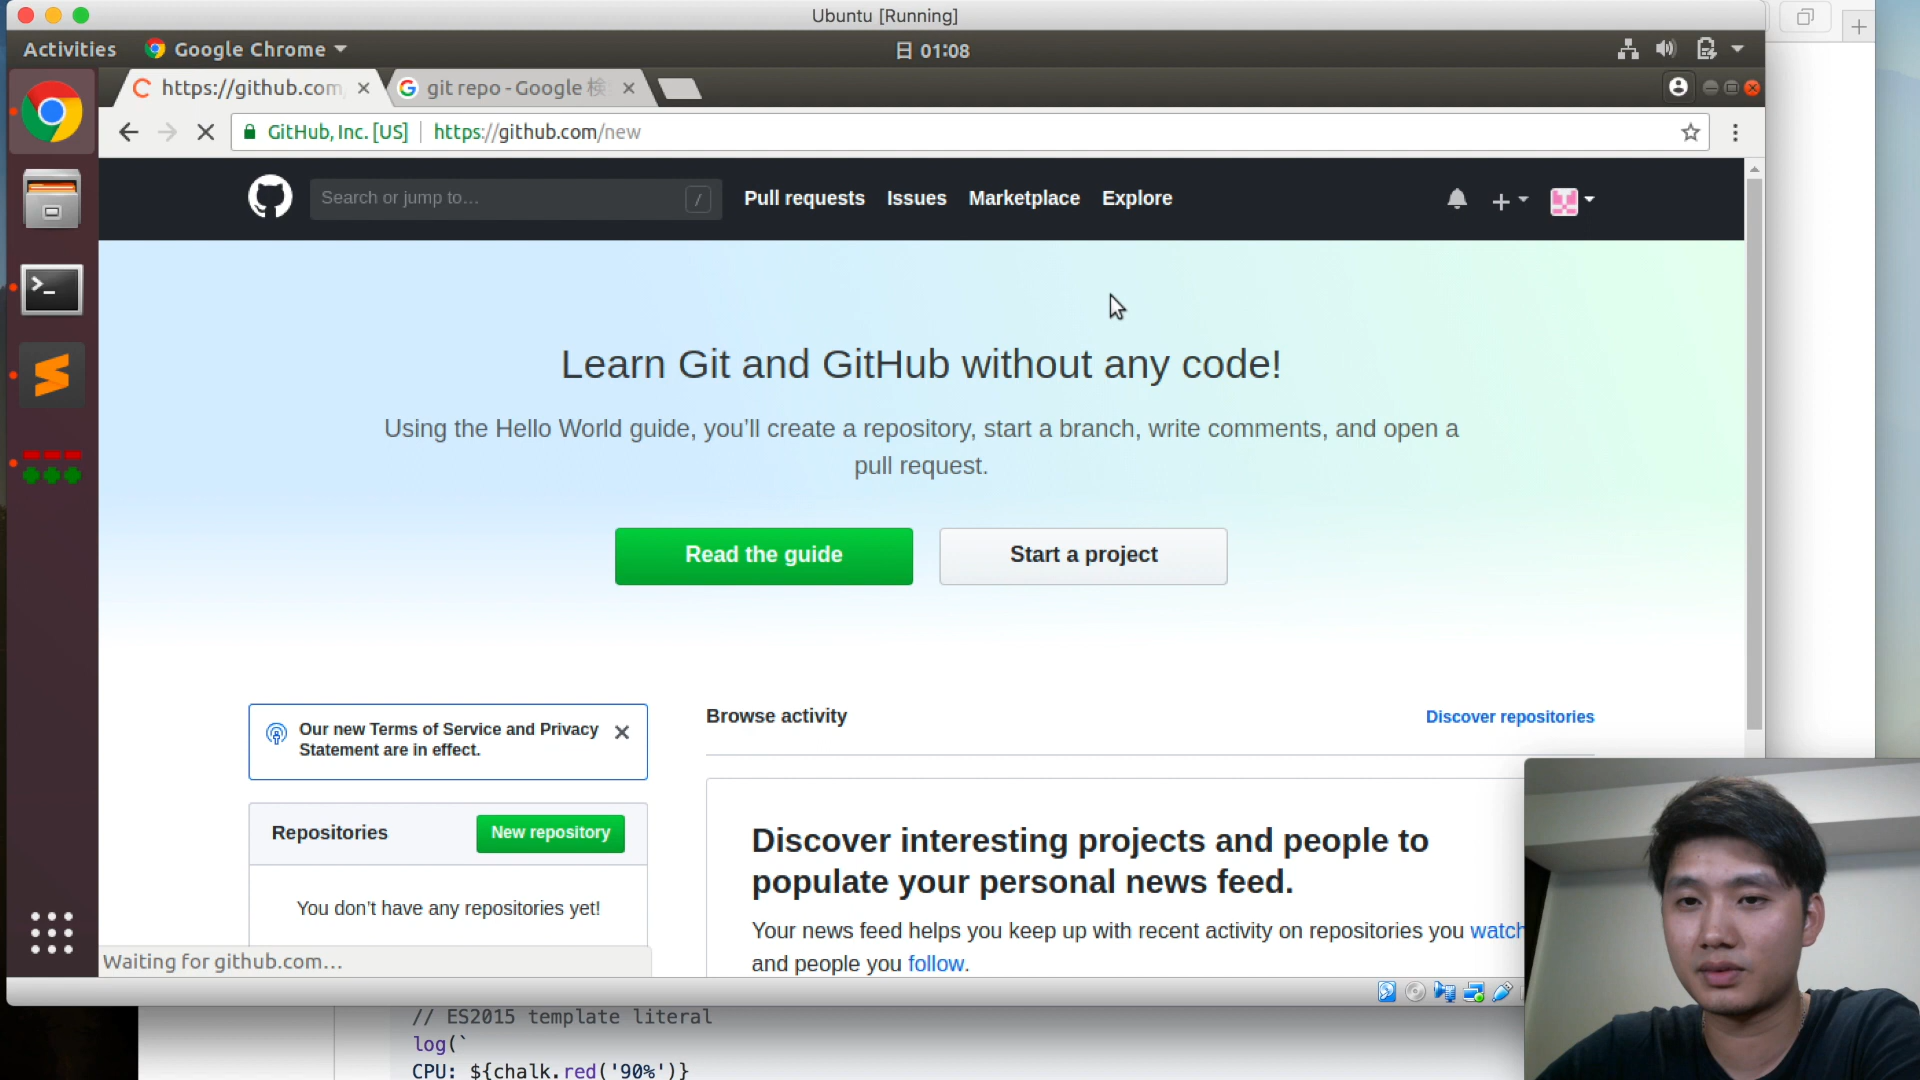 Ubuntu [Running]
Activities Google Chrome 日 01:08
https://github.com/ git repo - Google 検
GitHub, Inc. [US] https://github.com/new
Search or jump to… / Pull requests Issues Marketplace Explore
Learn Git and GitHub without any code!
Using the Hello World guide, you’ll create a repository, start a branch, write comments, and open a
pull request.
Read the guide Start a project
Our new Terms of Service and Privacy
Statement are in effect.
Browse activity Discover repositories
Repositories New repository
Discover interesting projects and people to
populate your personal news feed.
You don’t have any repositories yet!
Your news feed helps you keep up with recent activity on repositories you watch
and people you follow.
Waiting for github.com…
// ES2015 template literal
log(`
CPU: ${chalk.red('90%')}